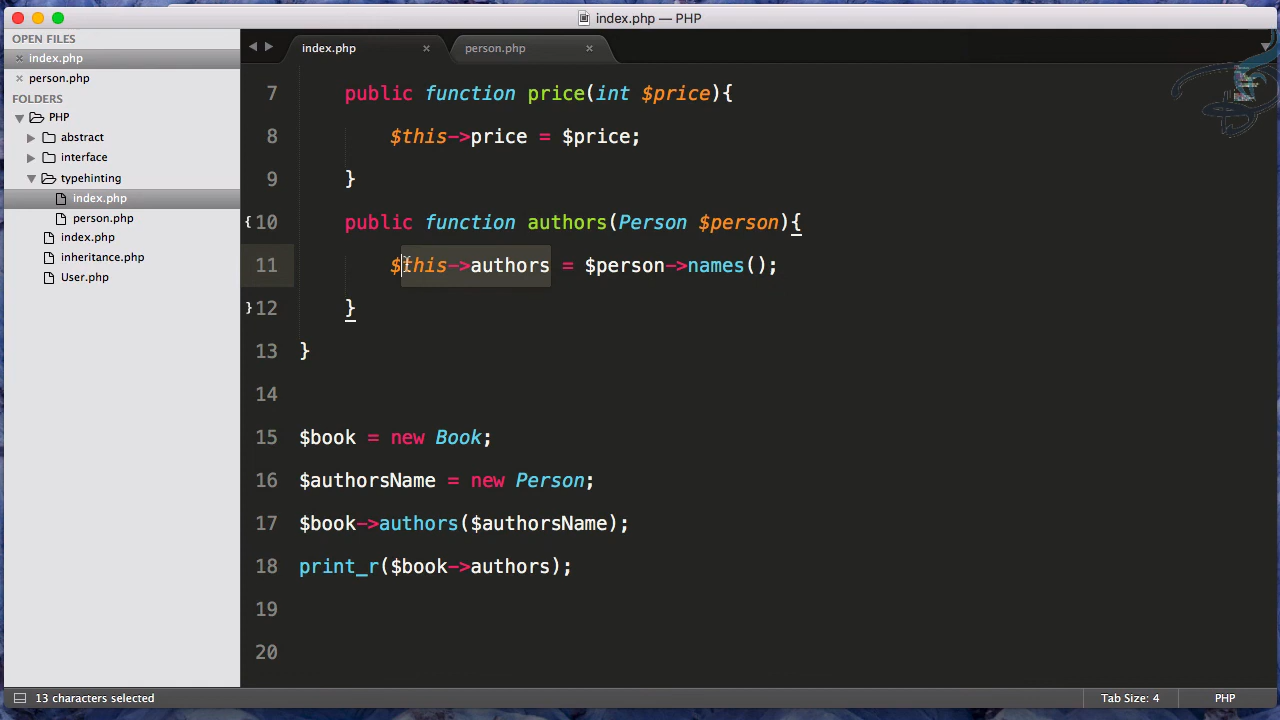 index.php — PHP
OPEN FILES
index.php
person.php
FOLDERS
PHP
abstract
interface
typehinting
index.php
person.php
index.php
inheritance.php
User.php
index.php
person.php
7 public function price(int $price){
8 $this->price = $price;
9 }
10 public function authors(Person $person){
11 $this->authors = $person->names();
12 }
13 }
14
15 $book = new Book;
16 $authorsName = new Person;
17 $book->authors($authorsName);
18 print_r($book->authors);
19
20
13 characters selected
Tab Size: 4
PHP